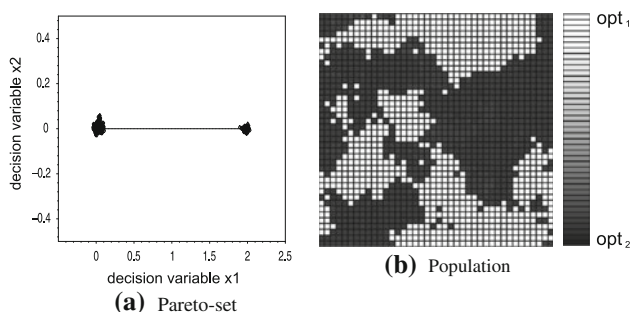 0.4
0.2
0
−0.2
−0.4
decision variable x2
0 0.5 1 1.5 2 2.5
decision variable x1
(a) Pareto-set
opt 1
opt 2
(b) Population